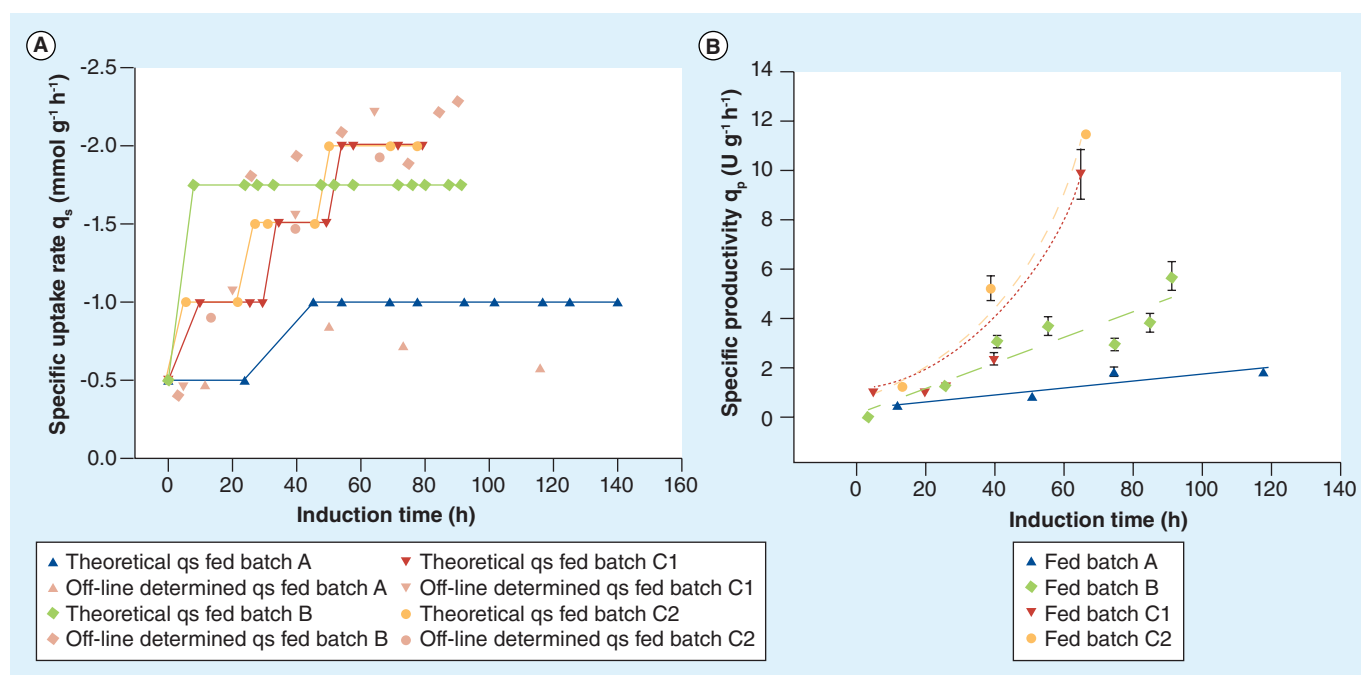 A
Specific uptake rate qs (mmol g-1 h-1)
-2.5
-2.0
-1.5
-1.0
-0.5
0.0
0 20 40 60 80 100 120 140 160
Induction time (h)
Theoretical qs fed batch A
Off-line determined qs fed batch A
Theoretical qs fed batch B
Off-line determined qs fed batch B
Theoretical qs fed batch C1
Off-line determined qs fed batch C1
Theoretical qs fed batch C2
Off-line determined qs fed batch C2
B
Specific productivity qp (U g-1 h-1)
14
12
10
8
6
4
2
0
0 20 40 60 80 100 120 140
Induction time (h)
Fed batch A
Fed batch B
Fed batch C1
Fed batch C2